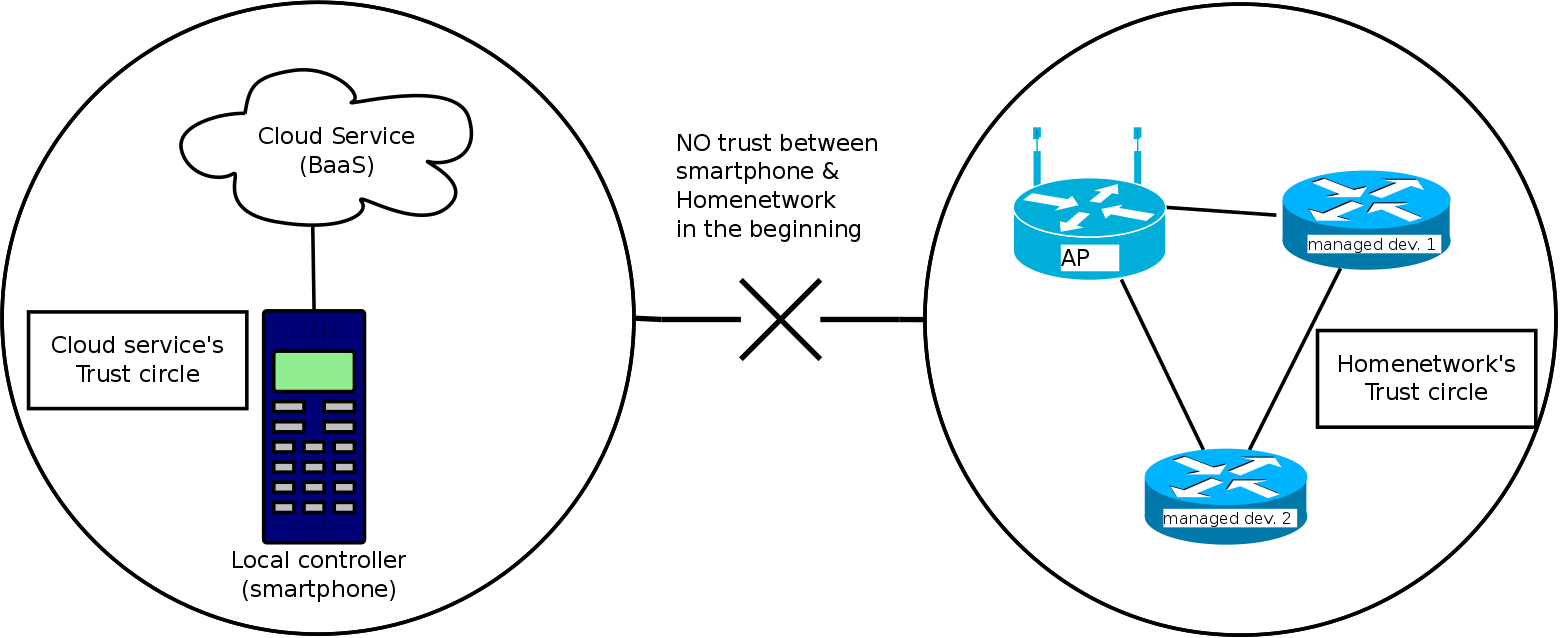 Cloud Service
(BaaS)
Cloud service's
Trust circle
Local controller
(smartphone)
NO trust between
smartphone &
Homenetwork
in the beginning
AP
managed dev. 1
Homenetwork's
Trust circle
managed dev. 2